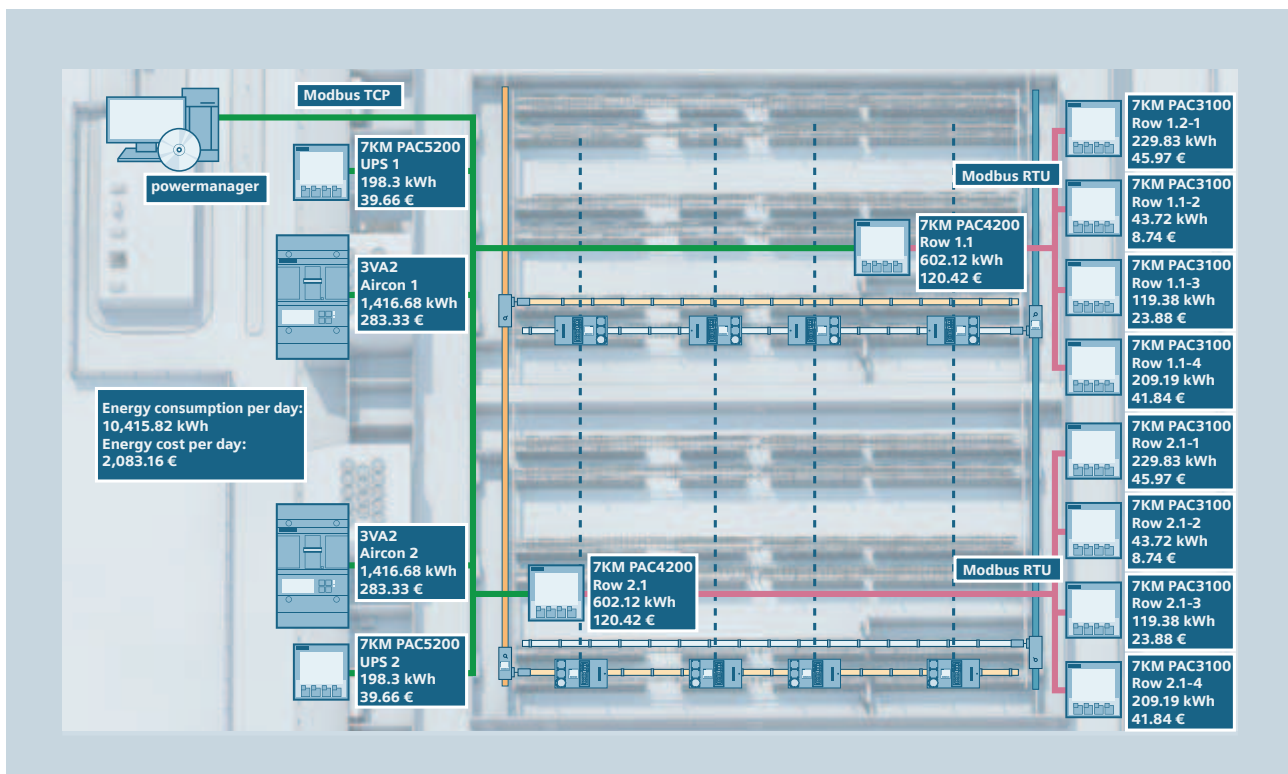 Modbus TCP
powermanager
7KM PAC5200
UPS 1
198.3 kWh
39.66 €
3VA2
Aircon 1
1,416.68 kWh
283.33 €
Energy consumption per day:
10,415.82 kWh
Energy cost per day:
2,083.16 €
3VA2
Aircon 2
1,416.68 kWh
283.33 €
7KM PAC5200
UPS 2
198.3 kWh
39.66 €
7KM PAC4200
Row 1.1
602.12 kWh
120.42 €
Modbus RTU
7KM PAC4200
Row 2.1
602.12 kWh
120.42 €
Modbus RTU
7KM PAC3100
Row 1.2-1
229.83 kWh
45.97 €
7KM PAC3100
Row 1.1-2
43.72 kWh
8.74 €
7KM PAC3100
Row 1.1-3
119.38 kWh
23.88 €
7KM PAC3100
Row 1.1-4
209.19 kWh
41.84 €
7KM PAC3100
Row 2.1-1
229.83 kWh
45.97 €
7KM PAC3100
Row 2.1-2
43.72 kWh
8.74 €
7KM PAC3100
Row 2.1-3
119.38 kWh
23.88 €
7KM PAC3100
Row 2.1-4
209.19 kWh
41.84 €